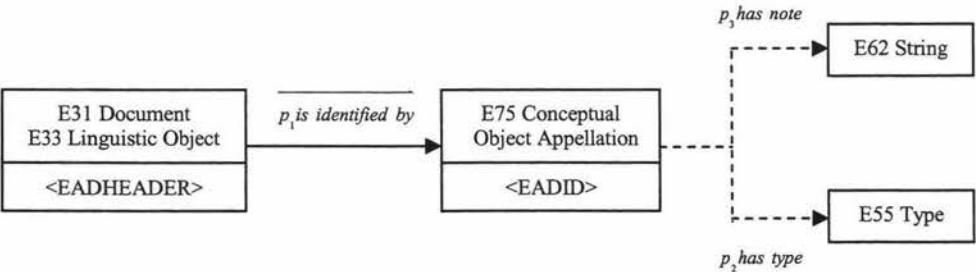 p3 has note
E62 String
E31 Document
E33 Linguistic Object
<EADHEADER>
p1 is identified by
E75 Conceptual
Object Appellation
<EADID>
E55 Type
p2 has type